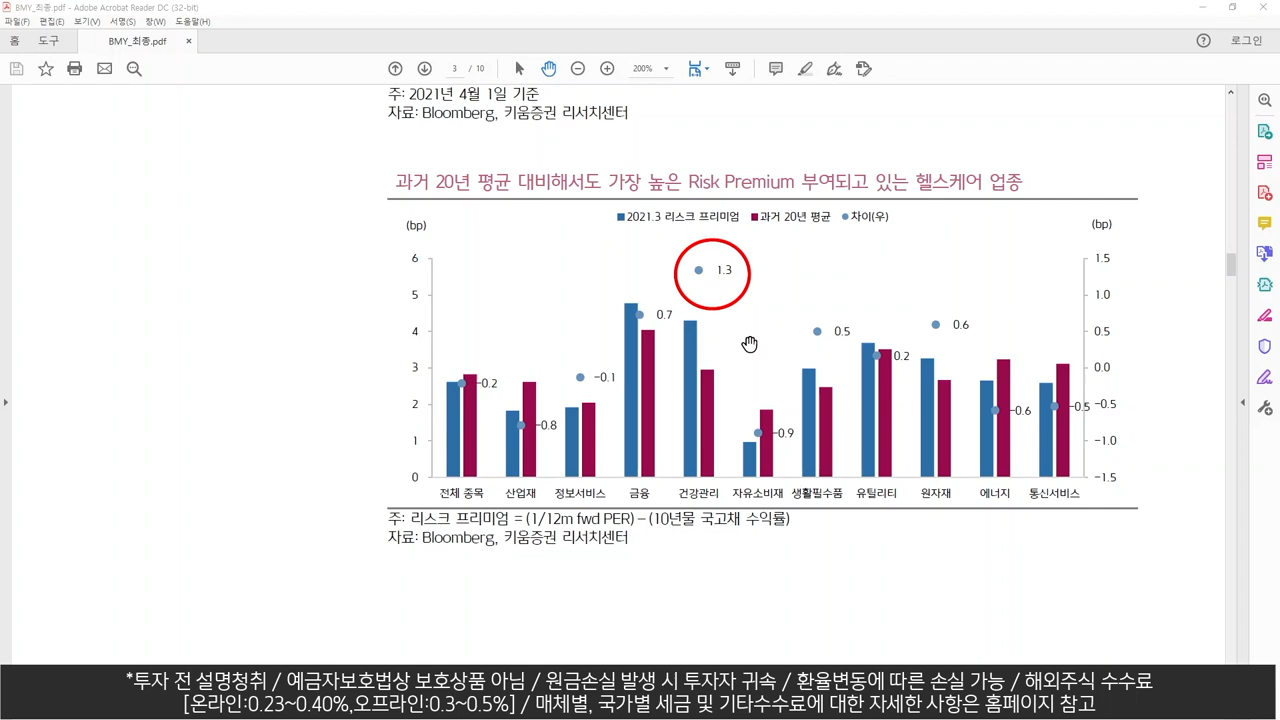 BMY_최종.pdf - Adobe Acrobat Reader DC (32-bit)
파일(F) 편집(E) 보기(V) 서명(S) 창(W) 도움말(H)
홈 도구 BMY_최종.pdf × 로그인
3 / 10 200%
주: 2021년 4월 1일 기준
자료: Bloomberg, 키움증권 리서치센터
과거 20년 평균 대비해서도 가장 높은 Risk Premium 부여되고 있는 헬스케어 업종
2021.3 리스크 프리미엄 과거 20년 평균 차이(우)
(bp) (bp)
6 1.5
1.3
5 1.0
0.7
0.6
4 0.5
0.5
0.2
3 0.0
-0.2 -0.1
2 -0.5
-0.8 -0.9 -0.6 -0.5
1 -1.0
0 -1.5
전체 종목 산업재 정보서비스 금융 건강관리 자유소비재 생활필수품 유틸리티 원자재 에너지 통신서비스
주: 리스크 프리미엄 = (1/12m fwd PER) – (10년물 국고채 수익률)
자료: Bloomberg, 키움증권 리서치센터
*투자 전 설명청취 / 예금자보호법상 보호상품 아님 / 원금손실 발생 시 투자자 귀속 / 환율변동에 따른 손실 가능 / 해외주식 수수료
[온라인:0.23~0.40%,오프라인:0.3~0.5%] / 매체별, 국가별 세금 및 기타수수료에 대한 자세한 사항은 홈페이지 참고